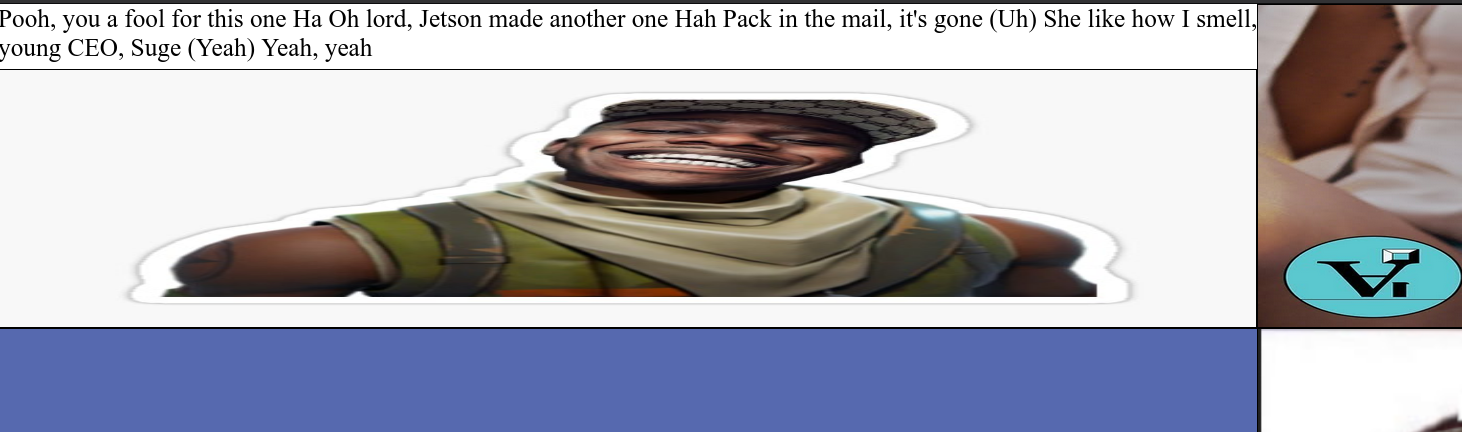 Pooh, you a fool for this one Ha Oh lord, Jetson made another one Hah Pack in the mail, it's gone (Uh) She like how I smell,
young CEO, Suge (Yeah) Yeah, yeah